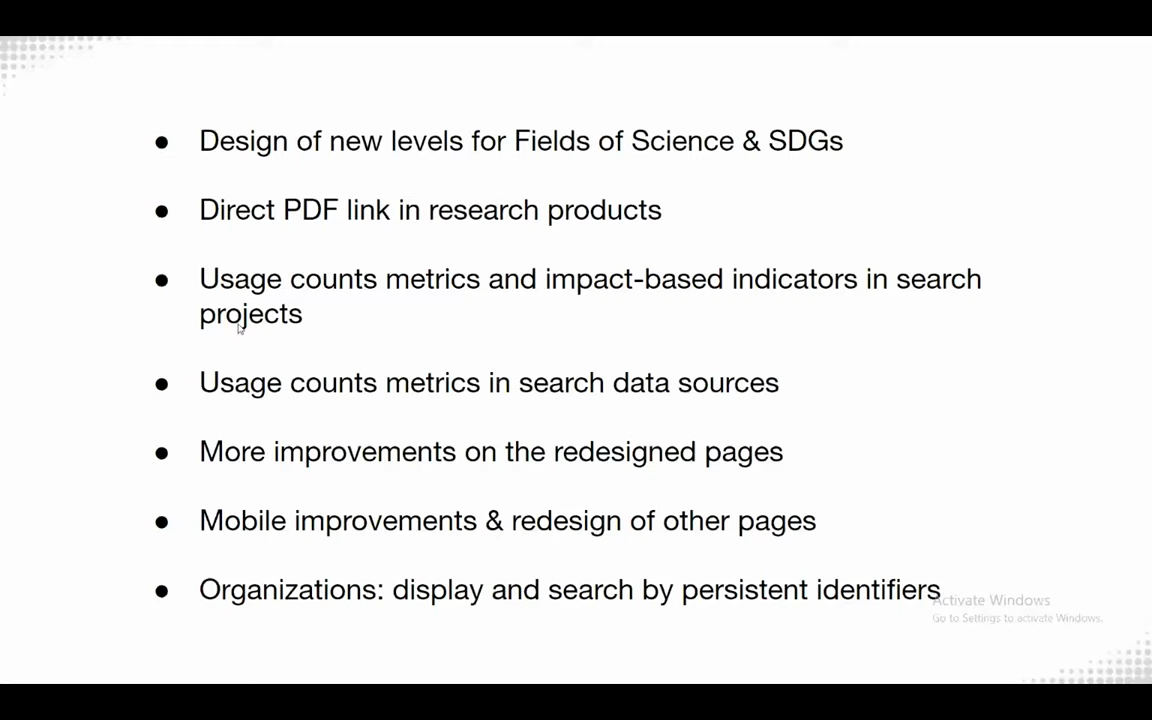 ● Design of new levels for Fields of Science & SDGs
● Direct PDF link in research products
● Usage counts metrics and impact-based indicators in search
projects
● Usage counts metrics in search data sources
● More improvements on the redesigned pages
● Mobile improvements & redesign of other pages
● Organizations: display and search by persistent identifiers
Activate Windows
Go to Settings to activate Windows.